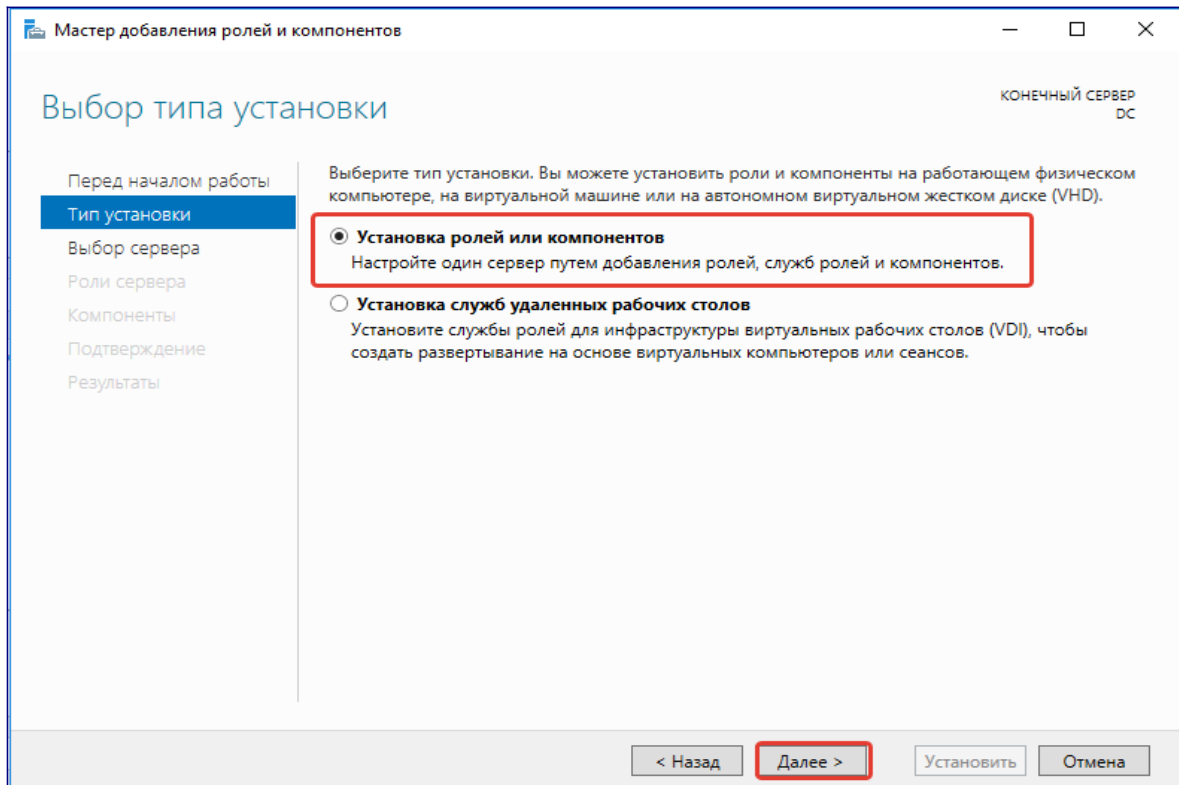 Мастер добавления ролей и компонентов
Выбор типа установки
КОНЕЧНЫЙ СЕРВЕР
DC
Перед началом работы
Тип установки
Выбор сервера
Роли сервера
Компоненты
Подтверждение
Результаты
Выберите тип установки. Вы можете установить роли и компоненты на работающем физическом
компьютере, на виртуальной машине или на автономном виртуальном жестком диске (VHD).
Установка ролей или компонентов
Настройте один сервер путем добавления ролей, служб ролей и компонентов.
Установка служб удаленных рабочих столов
Установите службы ролей для инфраструктуры виртуальных рабочих столов (VDI), чтобы
создать развертывание на основе виртуальных компьютеров или сеансов.
< Назад
Далее >
Установить
Отмена